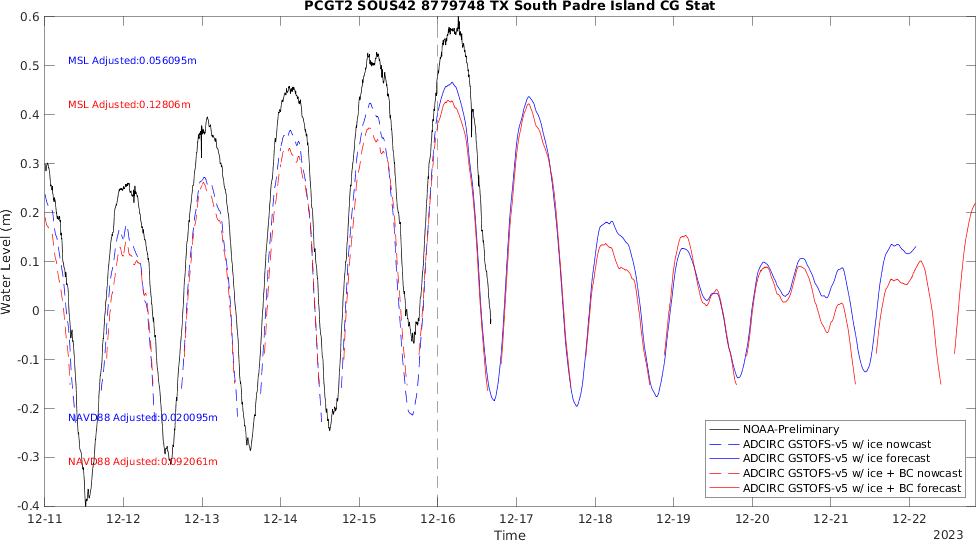 PCGT2 SOUS42 8779748 TX South Padre Island CG Stat
0.6
0.5
0.4
0.3
0.2
0.1
0
-0.1
-0.2
-0.3
-0.4
Water Level (m)
MSL Adjusted:0.056095m
MSL Adjusted:0.12806m
NAVD88 Adjusted:0.020095m
NAVD88 Adjusted:0.092061m
NOAA-Preliminary
ADCIRC GSTOFS-v5 w/ ice nowcast
ADCIRC GSTOFS-v5 w/ ice forecast
ADCIRC GSTOFS-v5 w/ ice + BC nowcast
ADCIRC GSTOFS-v5 w/ ice + BC forecast
12-11 12-12 12-13 12-14 12-15 12-16 12-17 12-18 12-19 12-20 12-21 12-22
Time
2023